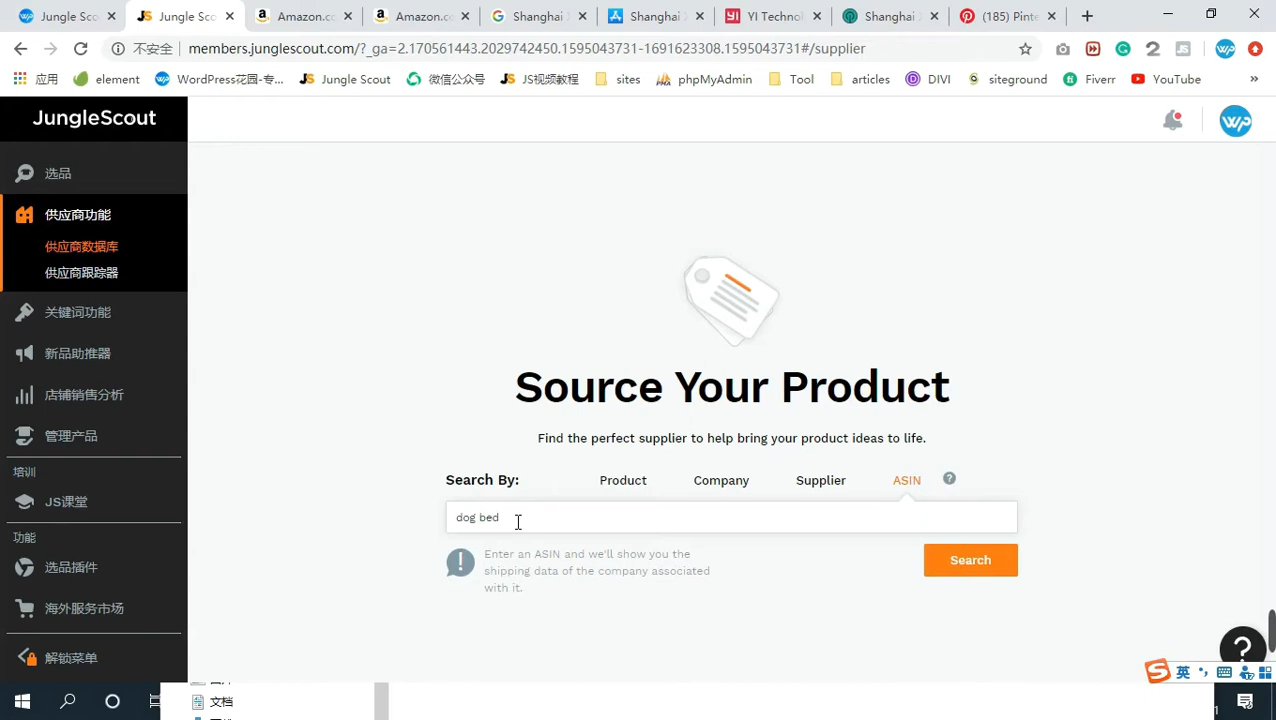 Jungle Sc
Jungle Sc
Amazon.c
Amazon.co
Shanghai
Shanghai
YI Techno
Shanghai
(185) Pint
不安全 members.junglescout.com/?_ga=2.170561443.2029742450.1595043731-1691623308.1595043731#/supplier
应用 element WordPress花园-专... Jungle Scout 微信公众号 JS视频教程 sites phpMyAdmin Tool articles DIVI siteground Fiverr YouTube »
JungleScout
wp
选品
供应商功能
供应商数据库
供应商跟踪器
关键词功能
新品助推器
店铺销售分析
管理产品
培训
JS课堂
功能
选品插件
海外服务市场
解锁菜单
Source Your Product
Find the perfect supplier to help bring your product ideas to life.
Search By: Product Company Supplier ASIN ?
dog bed
Enter an ASIN and we'll show you the
shipping data of the company associated
with it.
Search
?
英
文档